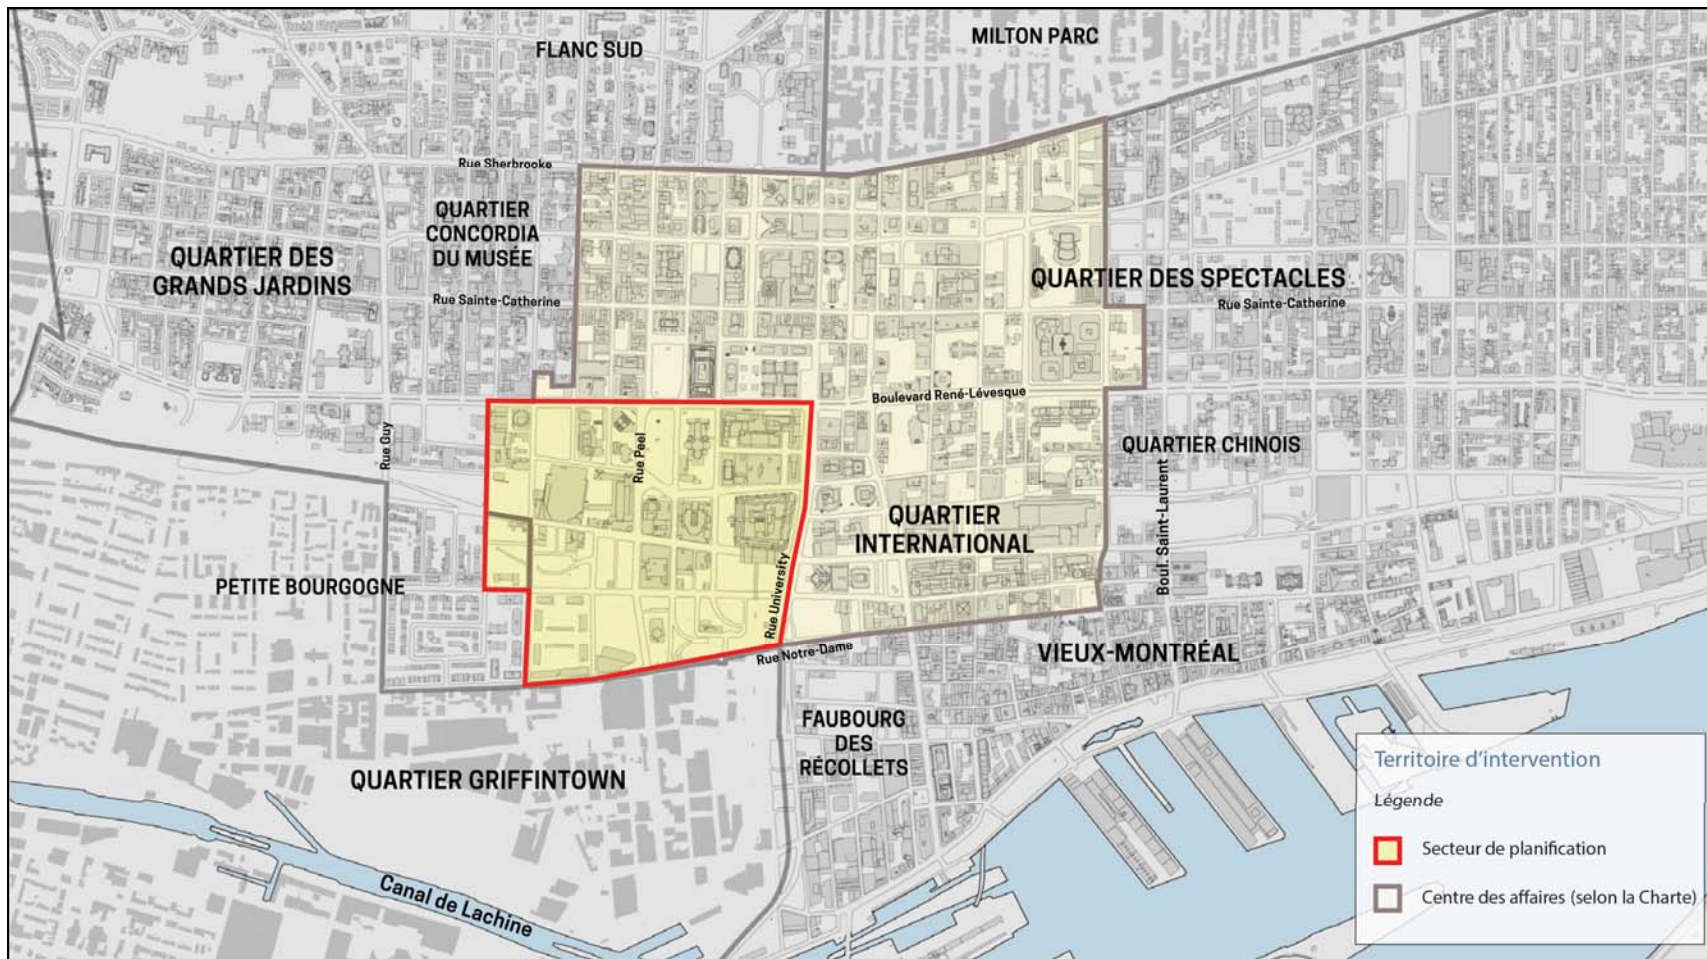 FLANC SUD
MILTON PARC
Rue Sherbrooke
QUARTIER
CONCORDIA
DU MUSÉE
QUARTIER DES
GRANDS JARDINS
Rue Sainte-Catherine
QUARTIER DES SPECTACLES
Rue Sainte-Catherine
Boulevard René-Lévesque
Rue Guy
Rue Peel
QUARTIER CHINOIS
Boul. Saint-Laurent
QUARTIER
INTERNATIONAL
PETITE BOURGOGNE
Rue University
Rue Notre-Dame
VIEUX-MONTRÉAL
FAUBOURG
DES
RÉCOLLETS
QUARTIER GRIFFINTOWN
Canal de Lachine
Territoire d'intervention
Légende
Secteur de planification
Centre des affaires (selon la Charte)